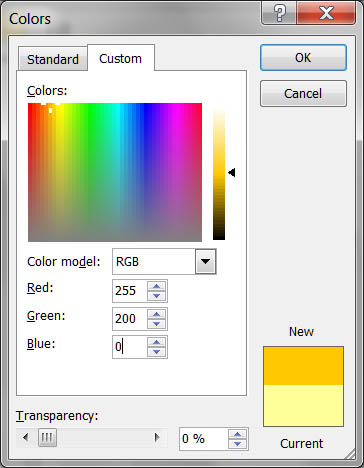 Colors
?
Standard Custom
OK
Cancel
Colors:
Color model: RGB
Red: 255
Green: 200
Blue: 0
New
Current
Transparency:
0 %